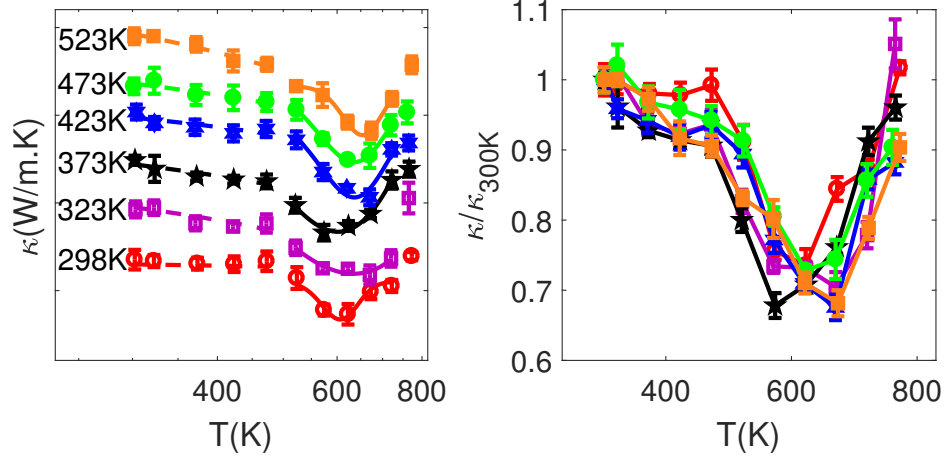 κ(W/m.K)
523K
473K
423K
373K
323K
298K
400
600
800
T(K)
κ/κ300K
1.1
1
0.9
0.8
0.7
0.6
400
600
800
T(K)